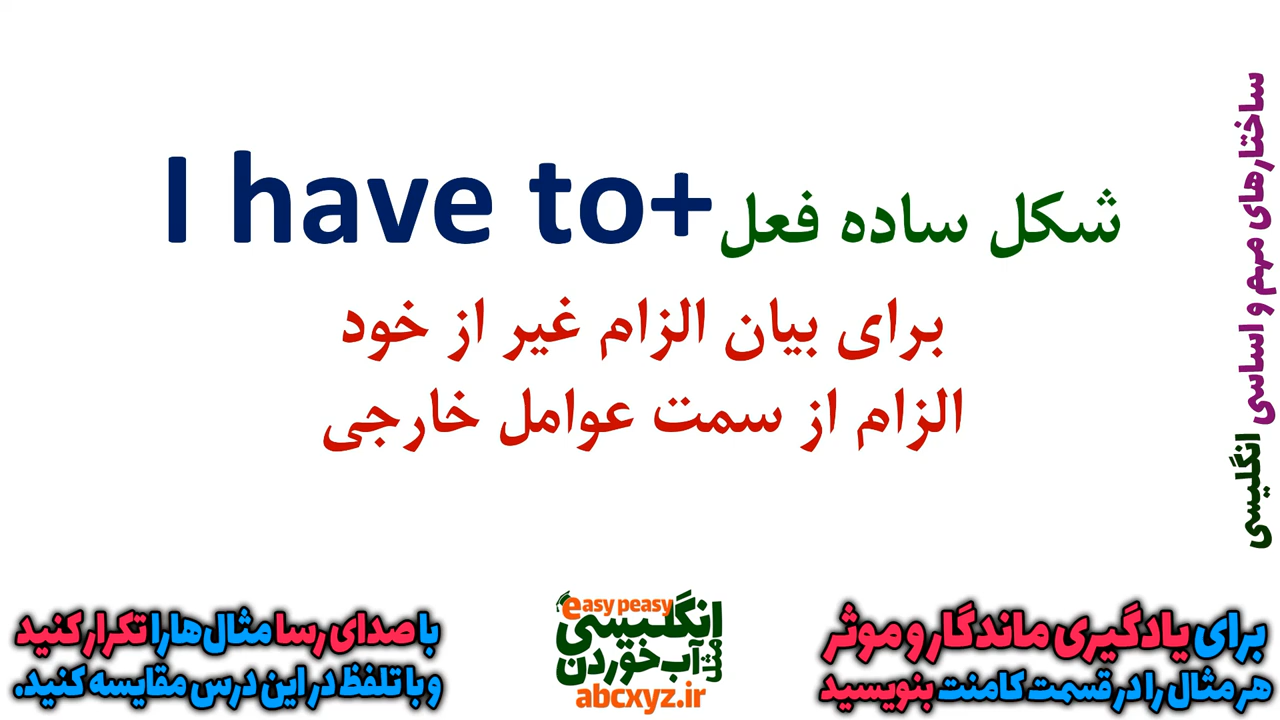 I have to+شکل ساده فعل
برای بیان الزام غیر از خود
الزام از سمت عوامل خارجی
ساختارهای مهم و اساسی انگلیسی
برای یادگیری ماندگار و موثر
هر مثال را در قسمت کامنت بنویسید
easy peasy
انگلیسی
مثل آب خوردن
abcxyz.ir
با صدای رسا مثال‌ها را تکرار کنید
و با تلفظ در این درس مقایسه کنید.